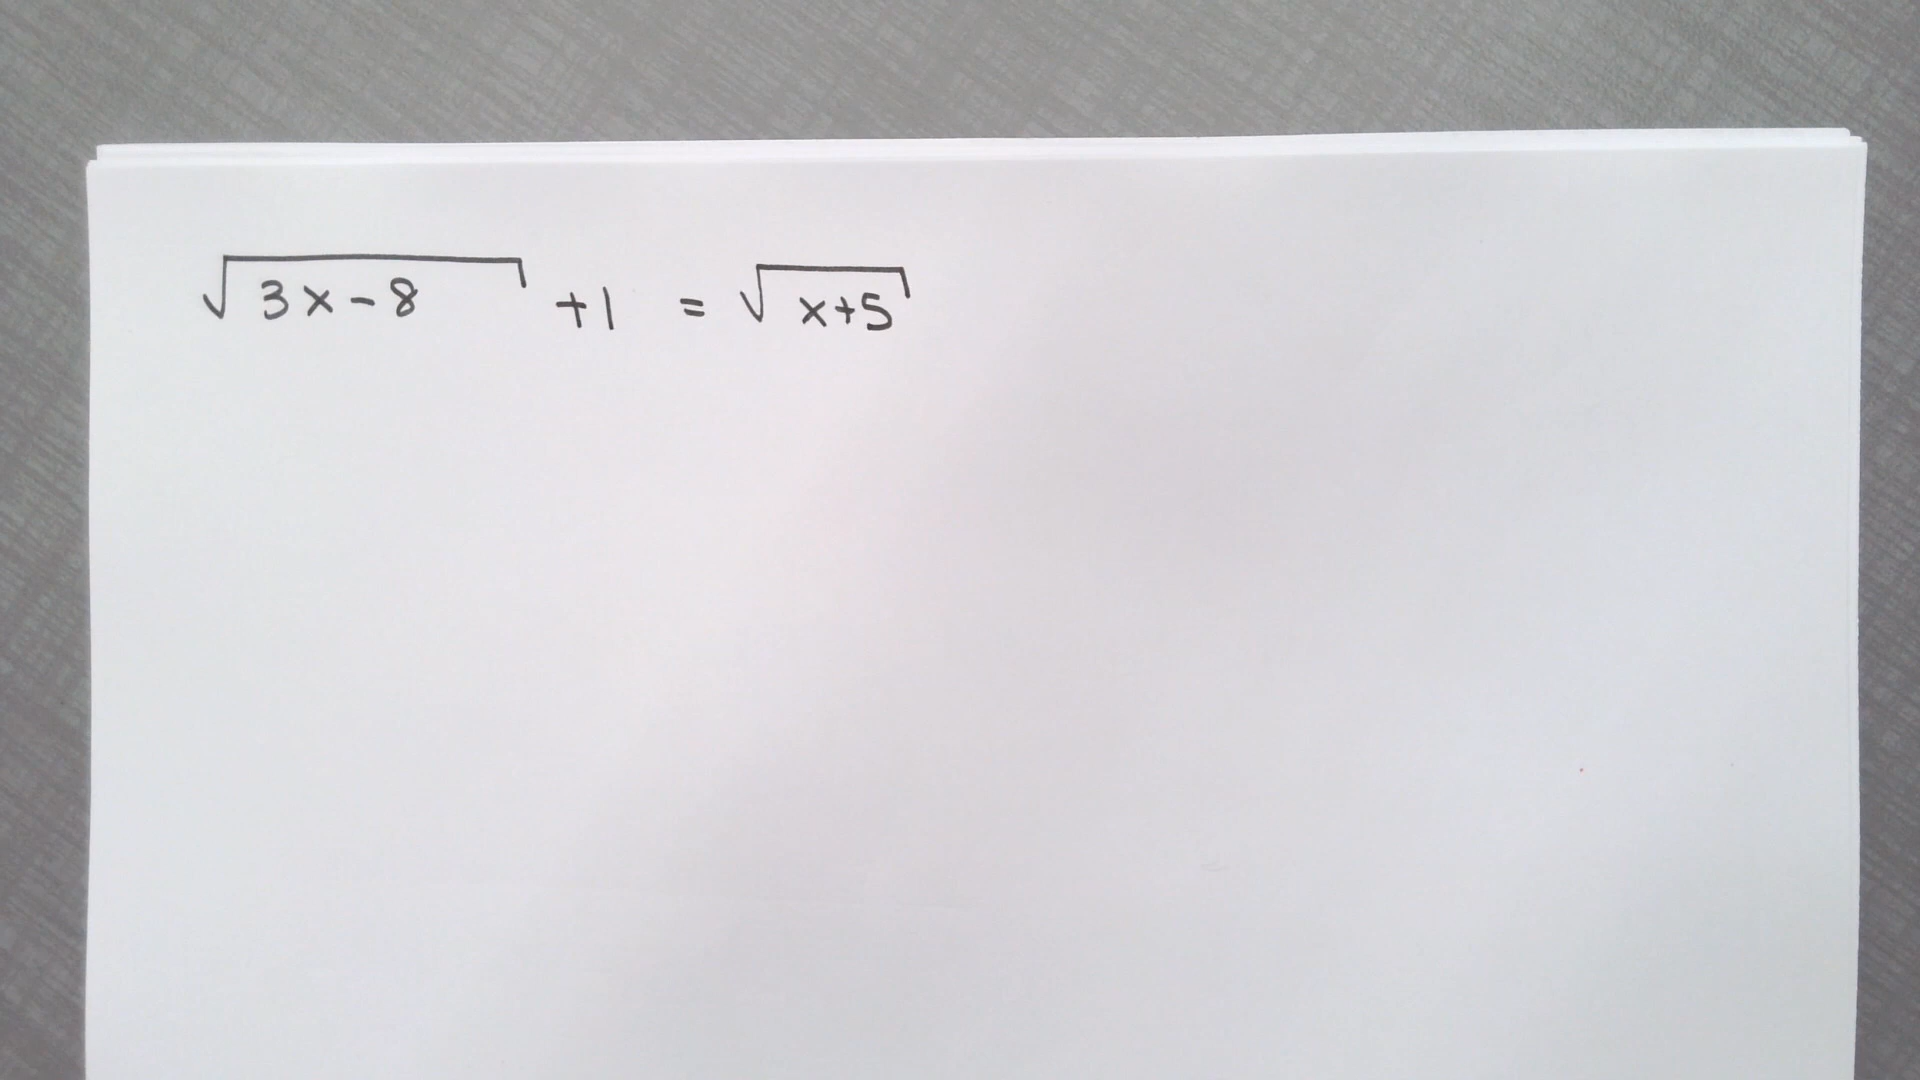 √(3x-8) +1 = √(x+5)